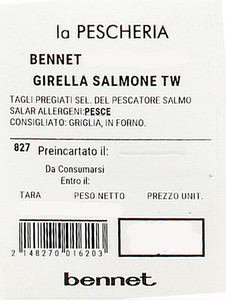 la PESCHERIA
BENNET
GIRELLA SALMONE TW
TAGLI PREGIATI SEL. DEL PESCATORE SALMO
SALAR ALLERGENI:PESCE
CONSIGLIATO: GRIGLIA, IN FORNO.
827 Preincartato il:
Da Consumarsi
Entro il:
TARA PESO NETTO PREZZO UNIT.
2 148270 016203
bennet